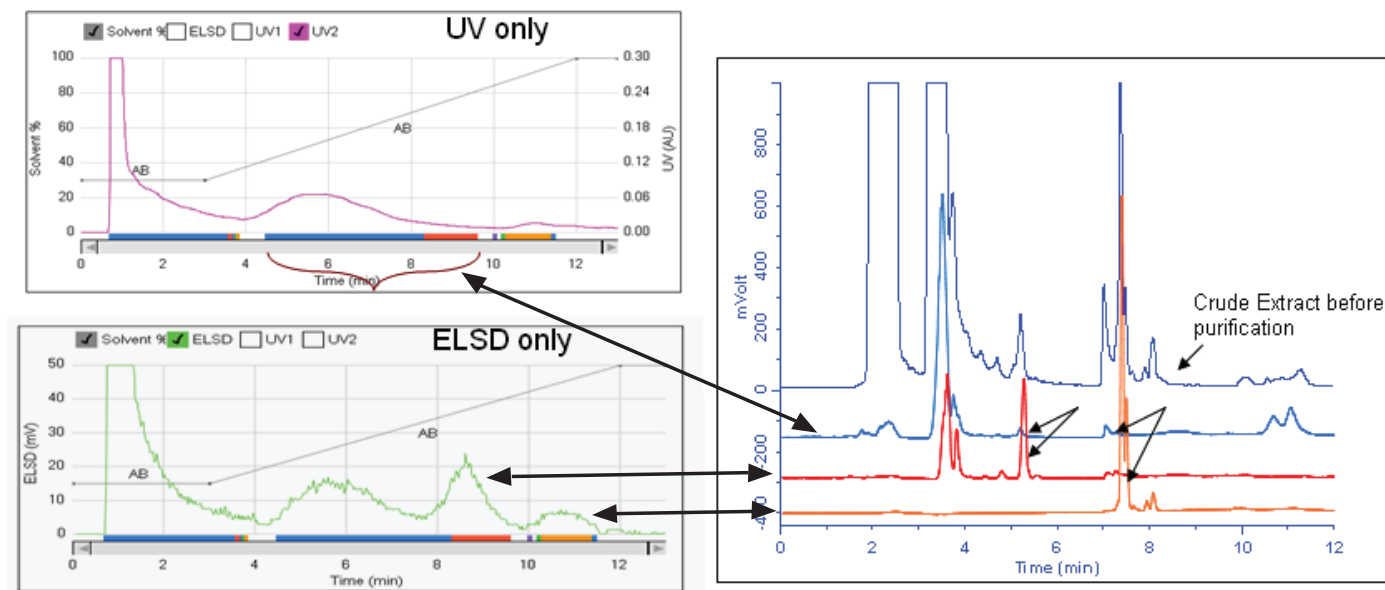 Solvent % ELSD UV1 UV2
UV only
100
80
60
40
20
0
Solvent %
AB
AB
0.30
0.24
0.18
0.12
0.06
0.00
UV (AU)
0 2 4 6 8 10 12
Time (min)
Solvent % ELSD UV1 UV2
ELSD only
50
40
30
20
10
0
ELSD (mV)
AB
AB
0 2 4 6 8 10 12
Time (min)
800
600
400
200
0
-200
-400
mVolt
Crude Extract before
purification
0 2 4 6 8 10 12
Time (min)